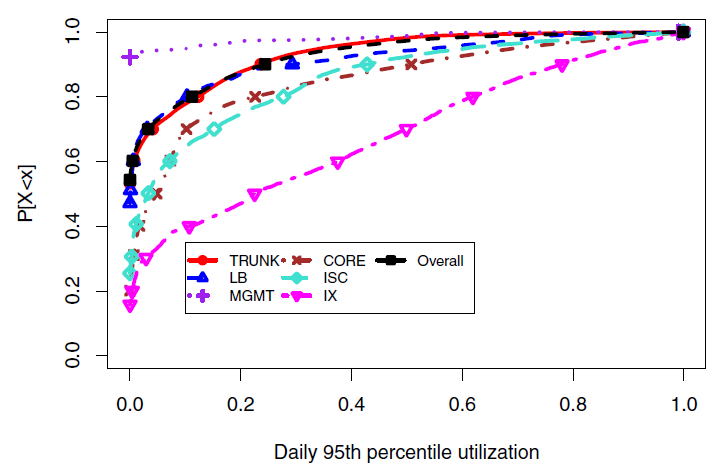 1.0
0.8
0.6
0.4
0.2
0.0
P[X<x]
TRUNK CORE Overall
LB ISC
MGMT IX
0.0 0.2 0.4 0.6 0.8 1.0
Daily 95th percentile utilization